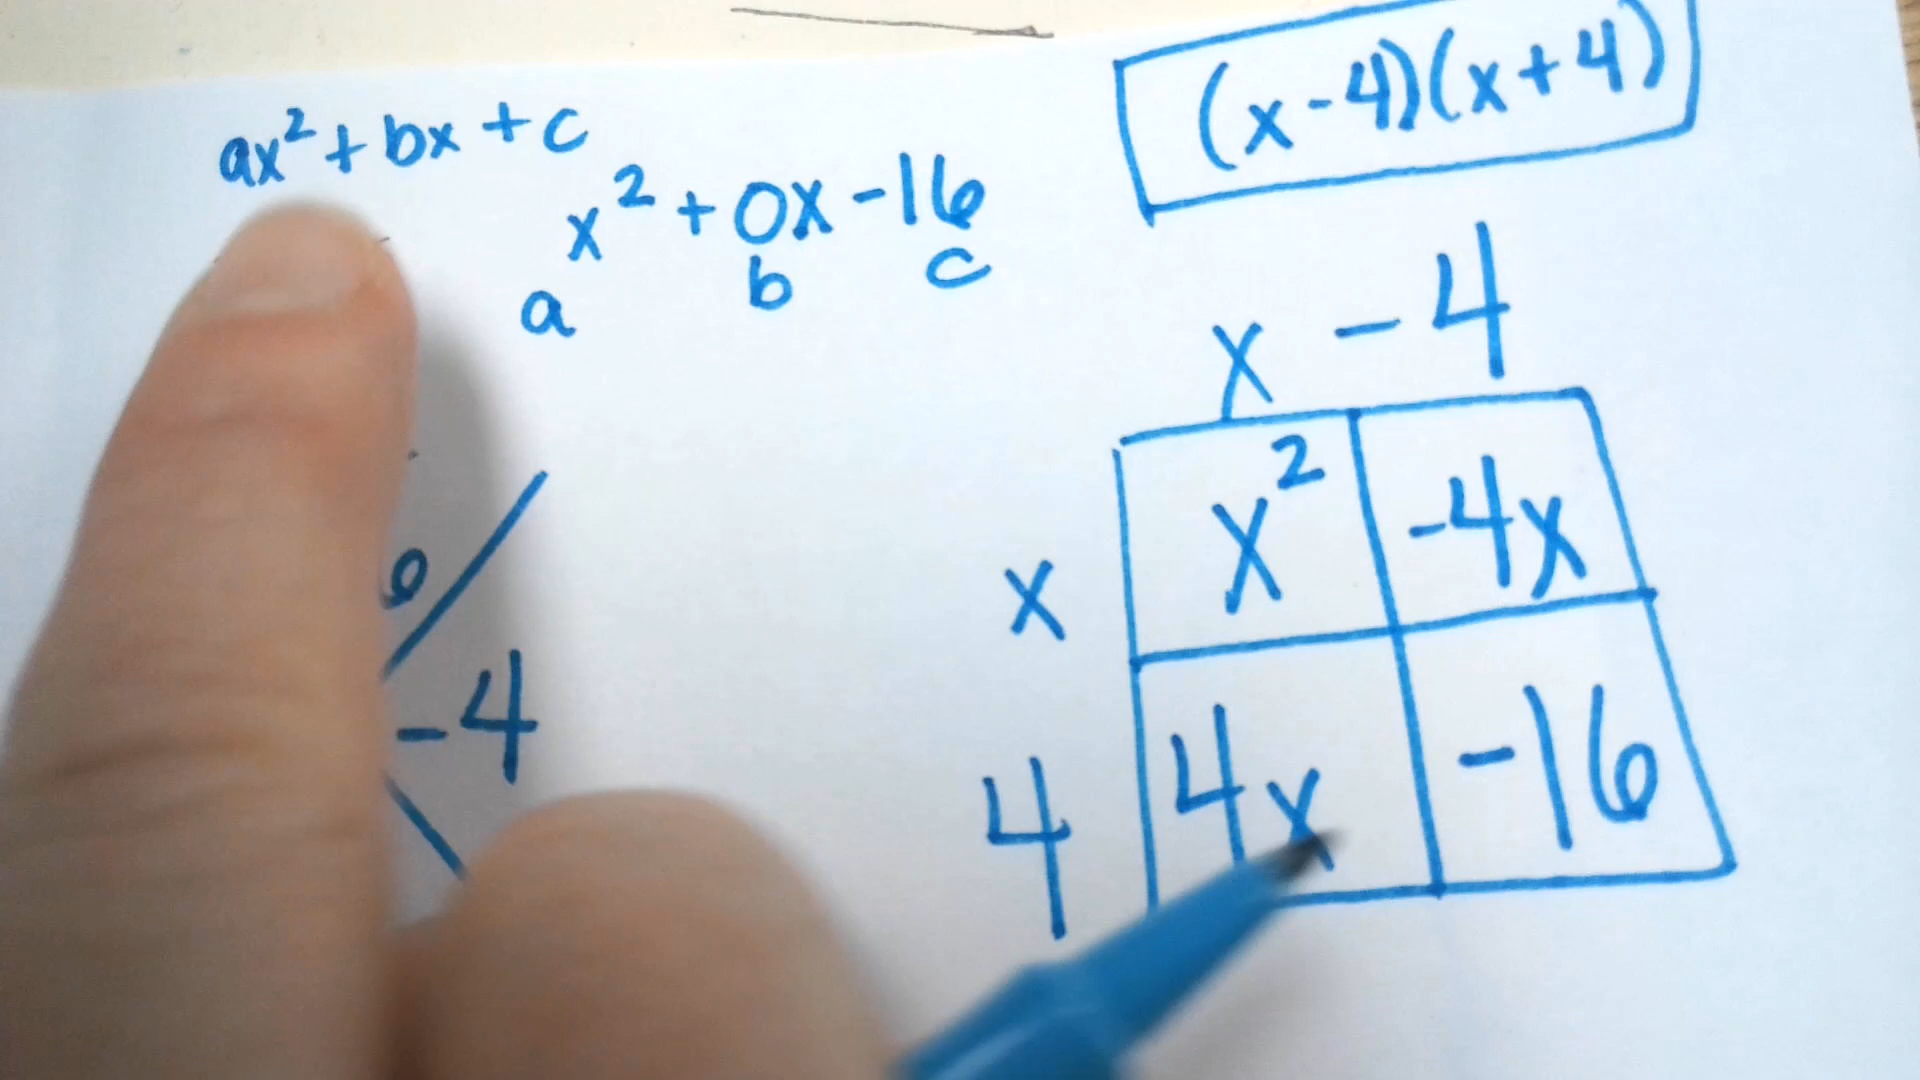 ax² + bx + c
x² + 0x - 16
a b c
(x - 4)(x + 4)
x - 4
x x² -4x
4 4x -16
-4